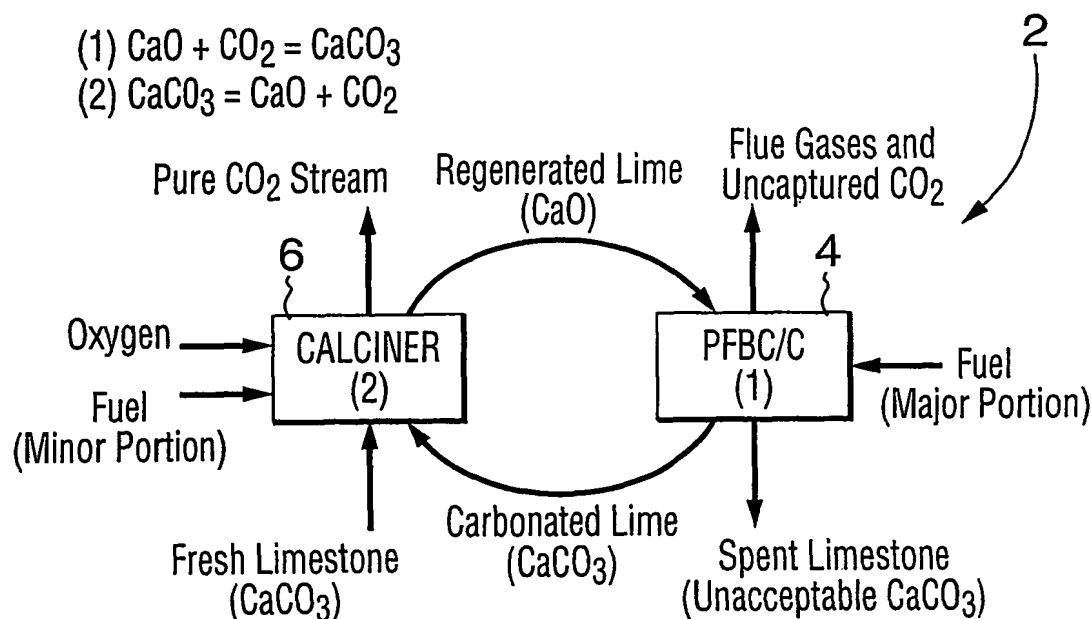 (1) CaO + CO2 = CaCO3
(2) CaCO3 = CaO + CO2
2
Pure CO2 Stream
Regenerated Lime
(CaO)
Flue Gases and
Uncaptured CO2
6
4
Oxygen
CALCINER
(2)
PFBC/C
(1)
Fuel
(Minor Portion)
Fuel
(Major Portion)
Fresh Limestone
(CaCO3)
Carbonated Lime
(CaCO3)
Spent Limestone
(Unacceptable CaCO3)